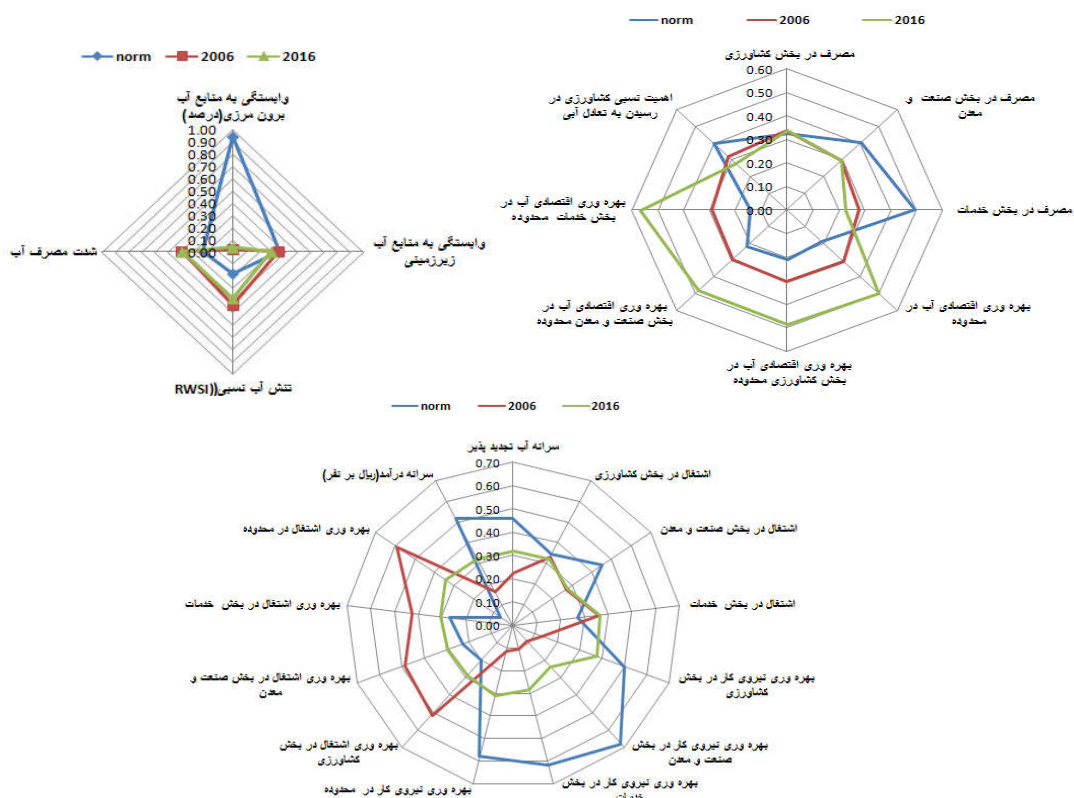 norm 2006 2016
وابستگی به منابع آب
برون مرزی(درصد)
1.00
0.90
0.80
0.70
0.60
0.50
0.40
0.30
0.20
0.10
0.00
وابستگی به منابع آب
زیرزمینی
تنش آب نسبی((RWSI
شدت مصرف آب
norm 2006 2016
مصرف در بخش کشاورزی
0.60
0.50
0.40
0.30
0.20
0.10
0.00
مصرف در بخش صنعت و
معدن
مصرف در بخش خدمات
بهره وری اقتصادی آب در
محدوده
بهره وری اقتصادی آب در
بخش کشاورزی محدوده
بهره وری اقتصادی آب در
بخش صنعت و معدن محدوده
بهره وری اقتصادی آب در
بخش خدمات محدوده
اهمیت نسبی کشاورزی در
رسیدن به تعادل آبی
norm 2006 2016
سرانه آب تجدید پذیر
0.70
0.60
0.50
0.40
0.30
0.20
0.10
0.00
اشتغال در بخش کشاورزی
اشتغال در بخش صنعت و معدن
اشتغال در بخش خدمات
بهره وری نیروی کار در بخش
کشاورزی
بهره وری نیروی کار در بخش
صنعت و معدن
بهره وری نیروی کار در بخش
بهره وری نیروی کار در محدوده
بهره وری اشتغال در بخش
کشاورزی
بهره وری اشتغال در بخش صنعت و
معدن
بهره وری اشتغال در بخش خدمات
بهره وری اشتغال در محدوده
سرانه درآمد(ریال بر نفر)